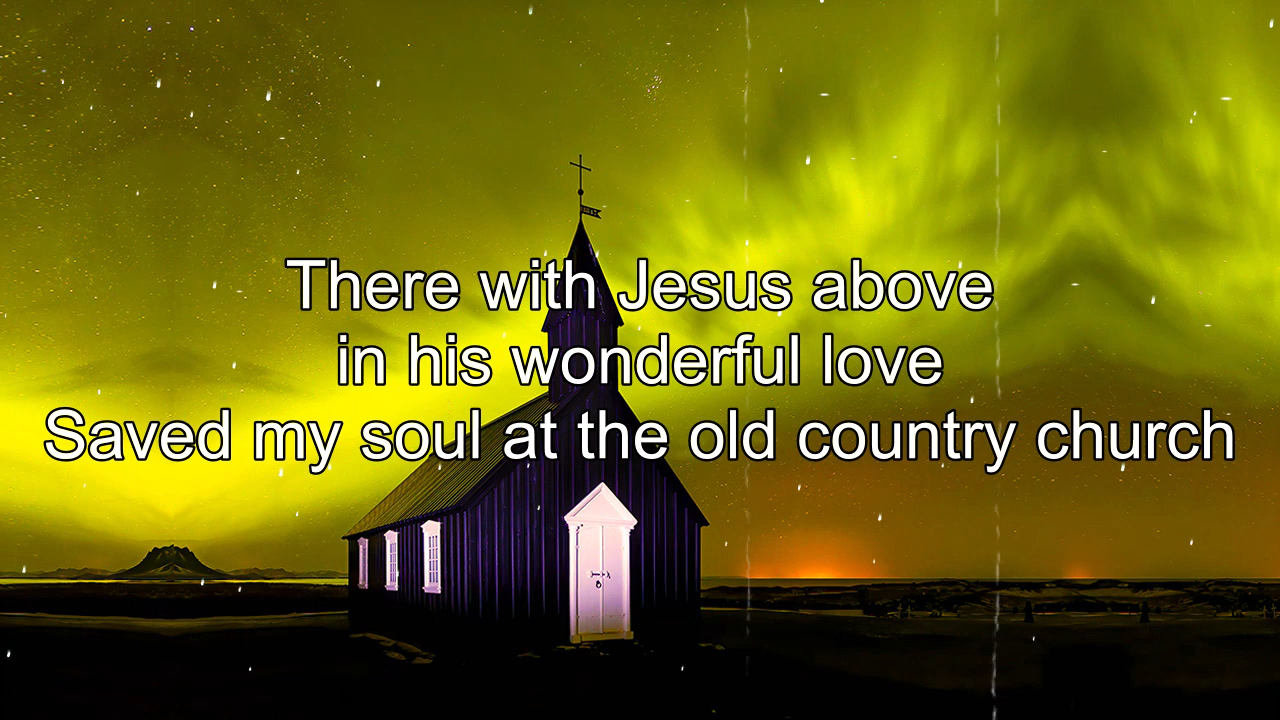 There with Jesus above
in his wonderful love
Saved my soul at the old country church